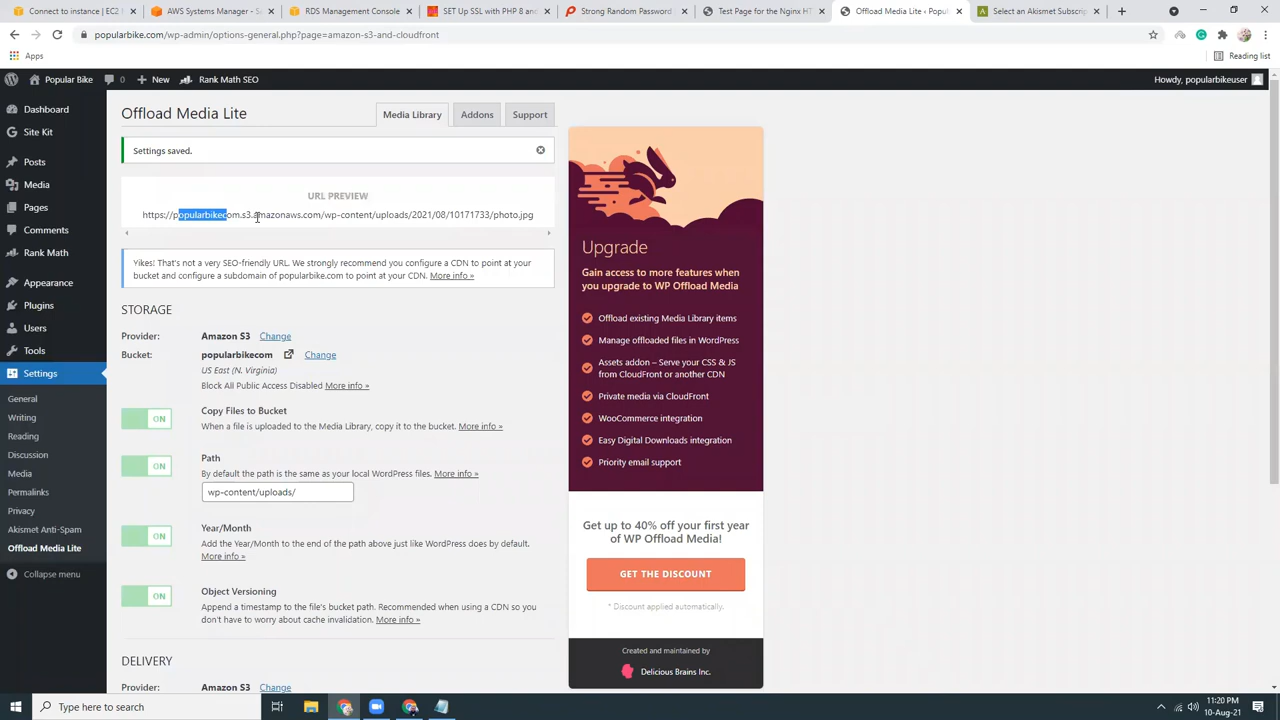 Connect to instance | EC2
AWS Systems Manager - S
RDS Management Console
SET Up SSL with PHP 8 and
Strong Random Password
Test Page for the Nginx HT
Offload Media Lite ‹ Popu
Select an Akismet Subscrip
popularbike.com/wp-admin/options-general.php?page=amazon-s3-and-cloudfront
Apps
Reading list
Popular Bike
0
New
Rank Math SEO
Howdy, popularbikeuser
Dashboard
Site Kit
Posts
Media
Pages
Comments
Rank Math
Appearance
Plugins
Users
Tools
Settings
General
Writing
Reading
Discussion
Media
Permalinks
Privacy
Akismet Anti-Spam
Offload Media Lite
Collapse menu
Offload Media Lite
Media Library
Addons
Support
Settings saved.
URL PREVIEW
https://popularbikecom.s3.amazonaws.com/wp-content/uploads/2021/08/10171733/photo.jpg
Yikes! That's not a very SEO-friendly URL. We strongly recommend you configure a CDN to point at your
bucket and configure a subdomain of popularbike.com to point at your CDN. More info »
STORAGE
Provider: Amazon S3 Change
Bucket: popularbikecom Change
US East (N. Virginia)
Block All Public Access Disabled More info »
ON
Copy Files to Bucket
When a file is uploaded to the Media Library, copy it to the bucket. More info »
ON
Path
By default the path is the same as your local WordPress files. More info »
wp-content/uploads/
ON
Year/Month
Add the Year/Month to the end of the path above just like WordPress does by default.
More info »
ON
Object Versioning
Append a timestamp to the file's bucket path. Recommended when using a CDN so you
don't have to worry about cache invalidation. More info »
DELIVERY
Provider: Amazon S3 Change
Upgrade
Gain access to more features when
you upgrade to WP Offload Media
Offload existing Media Library items
Manage offloaded files in WordPress
Assets addon – Serve your CSS & JS
from CloudFront or another CDN
Private media via CloudFront
WooCommerce integration
Easy Digital Downloads integration
Priority email support
Get up to 40% off your first year
of WP Offload Media!
GET THE DISCOUNT
* Discount applied automatically.
Created and maintained by
Delicious Brains Inc.
Type here to search
11:20 PM
10-Aug-21